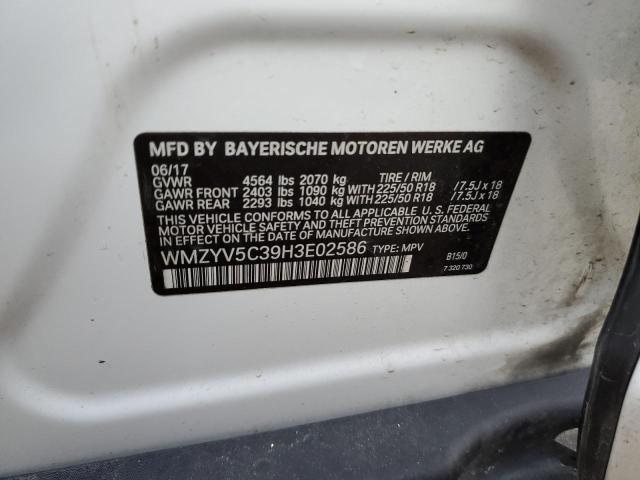 MFD BY BAYERISCHE MOTOREN WERKE AG
06/17
GVWR 4564 lbs 2070 kg TIRE / RIM
GAWR FRONT 2403 lbs 1090 kg WITH 225/50 R18 /7.5J x 18
GAWR REAR 2293 lbs 1040 kg WITH 225/50 R18 /7.5J x 18
THIS VEHICLE CONFORMS TO ALL APPLICABLE U. S. FEDERAL
MOTOR VEHICLE SAFETY STANDARDS IN EFFECT ON THE
DATE OF MANUFACTURE SHOWN ABOVE.
WMZYV5C39H3E02586 TYPE: MPV
B15/0
7 320 730